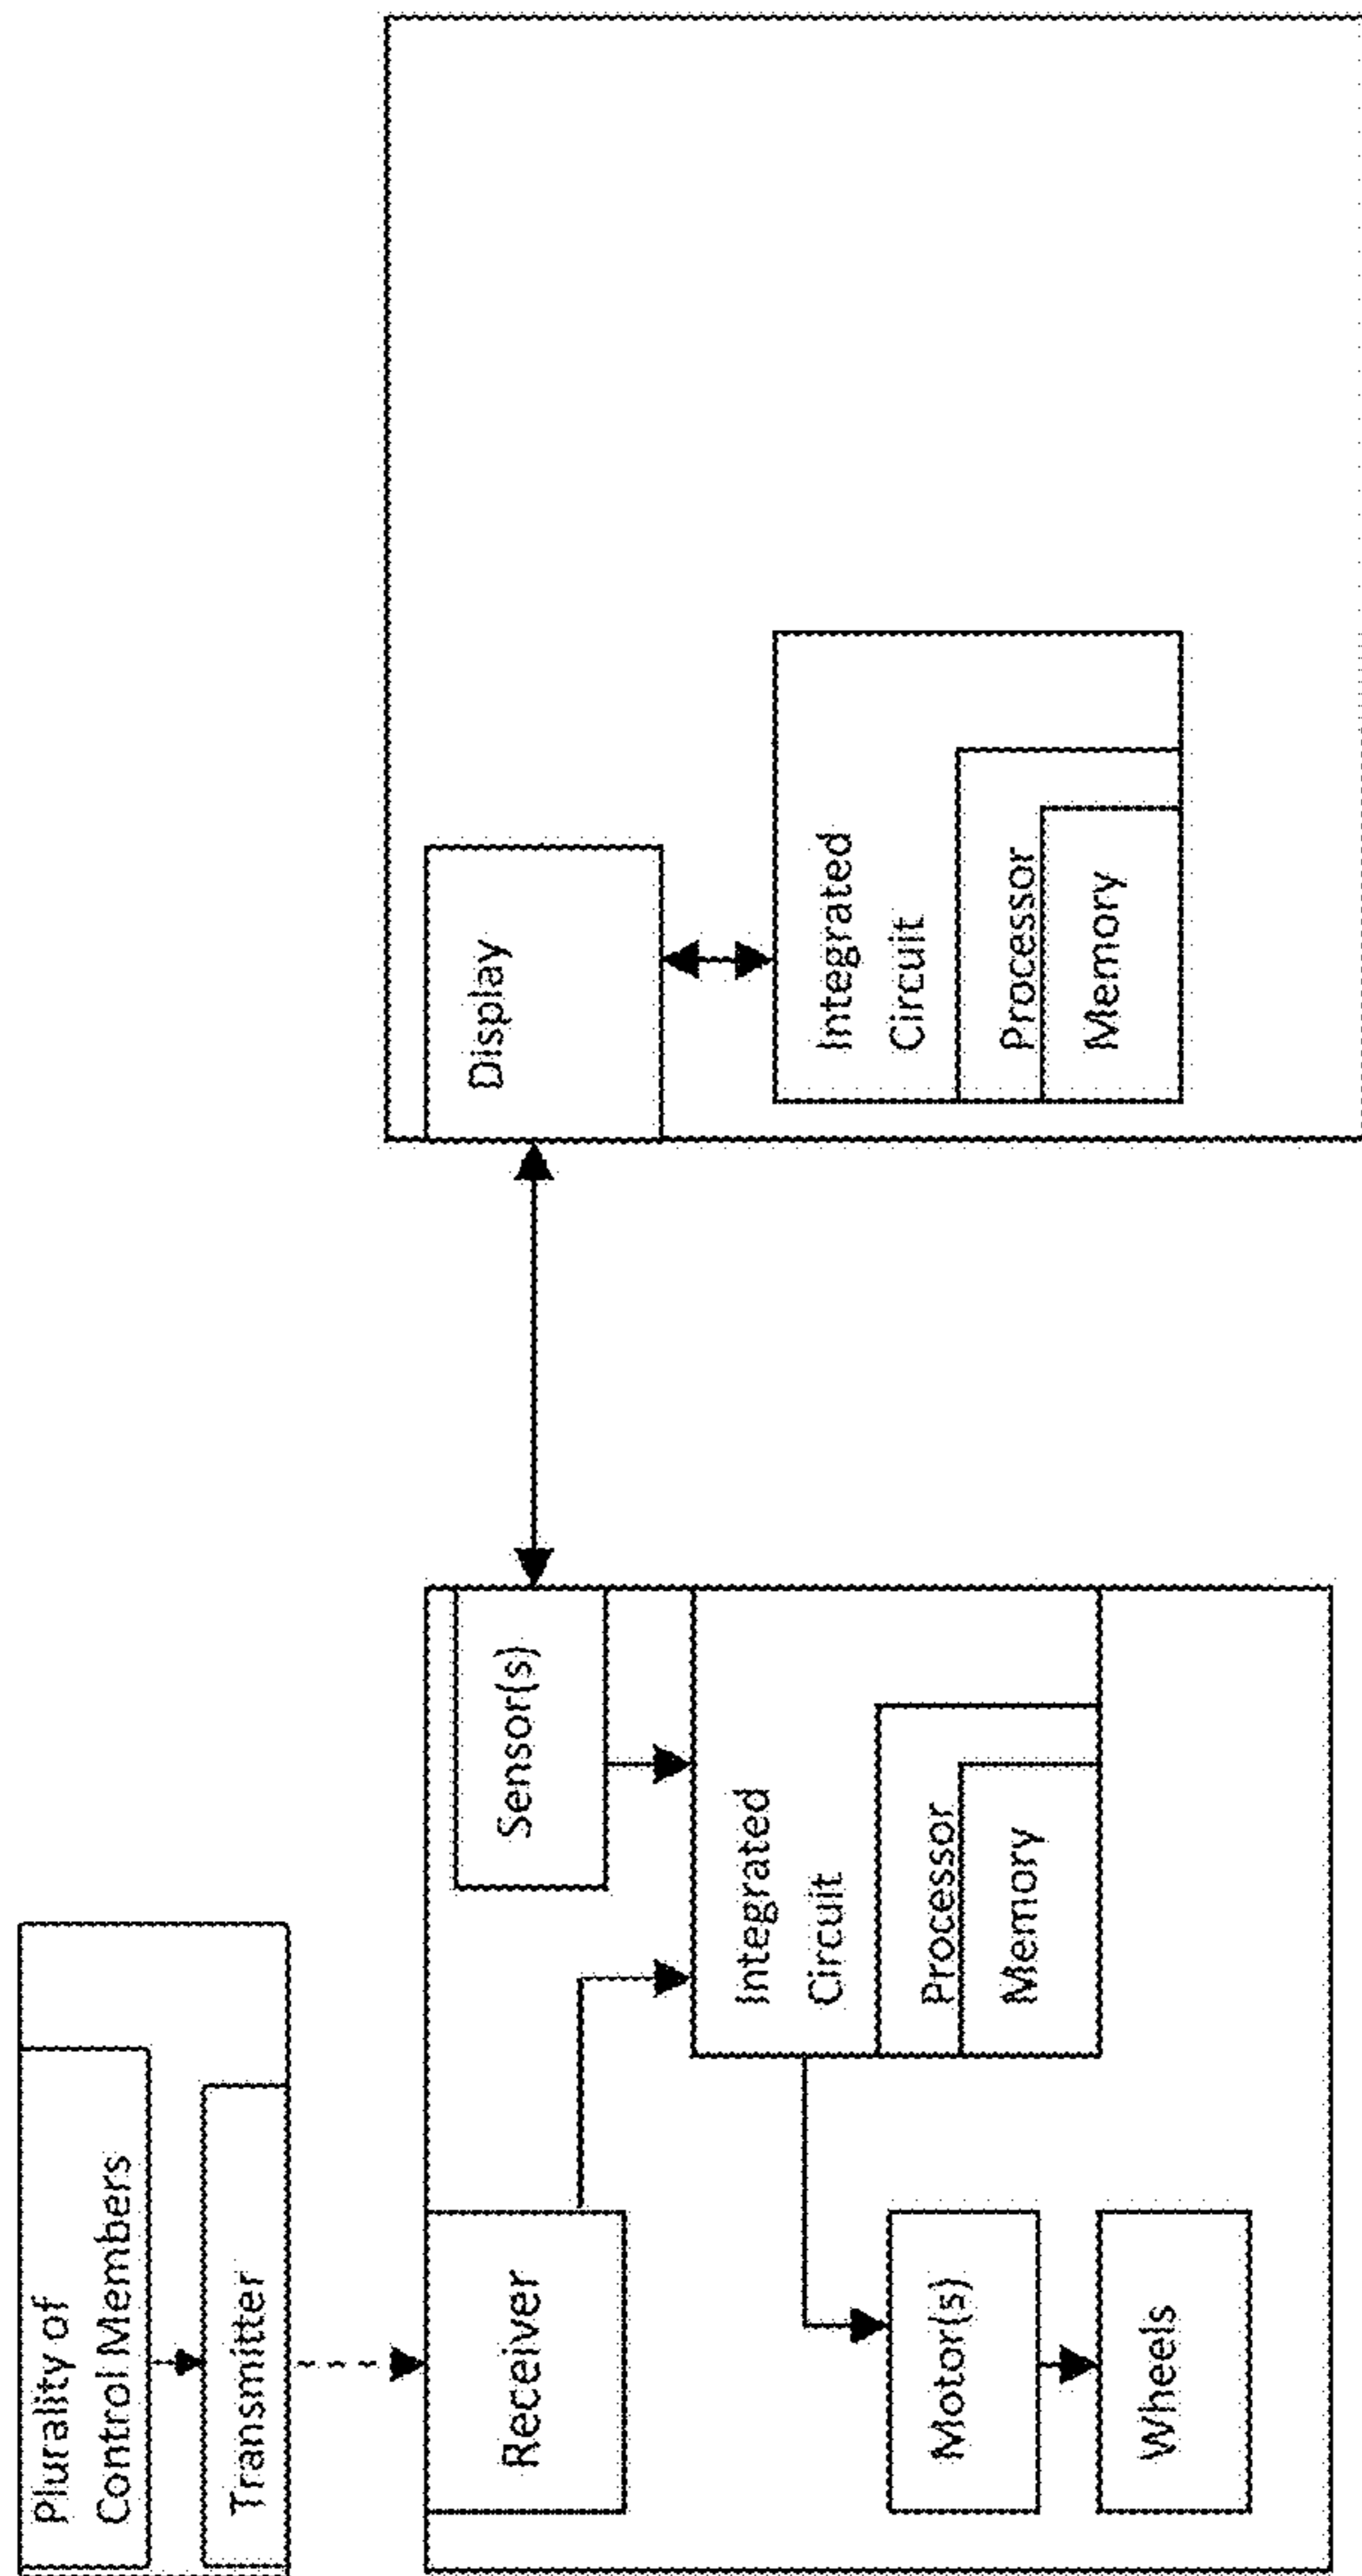 Plurality of
Control Members
Transmitter
Receiver
Sensor(s)
Integrated
Circuit
Processor
Memory
Motor(s)
Wheels
Display
Integrated
Circuit
Processor
Memory